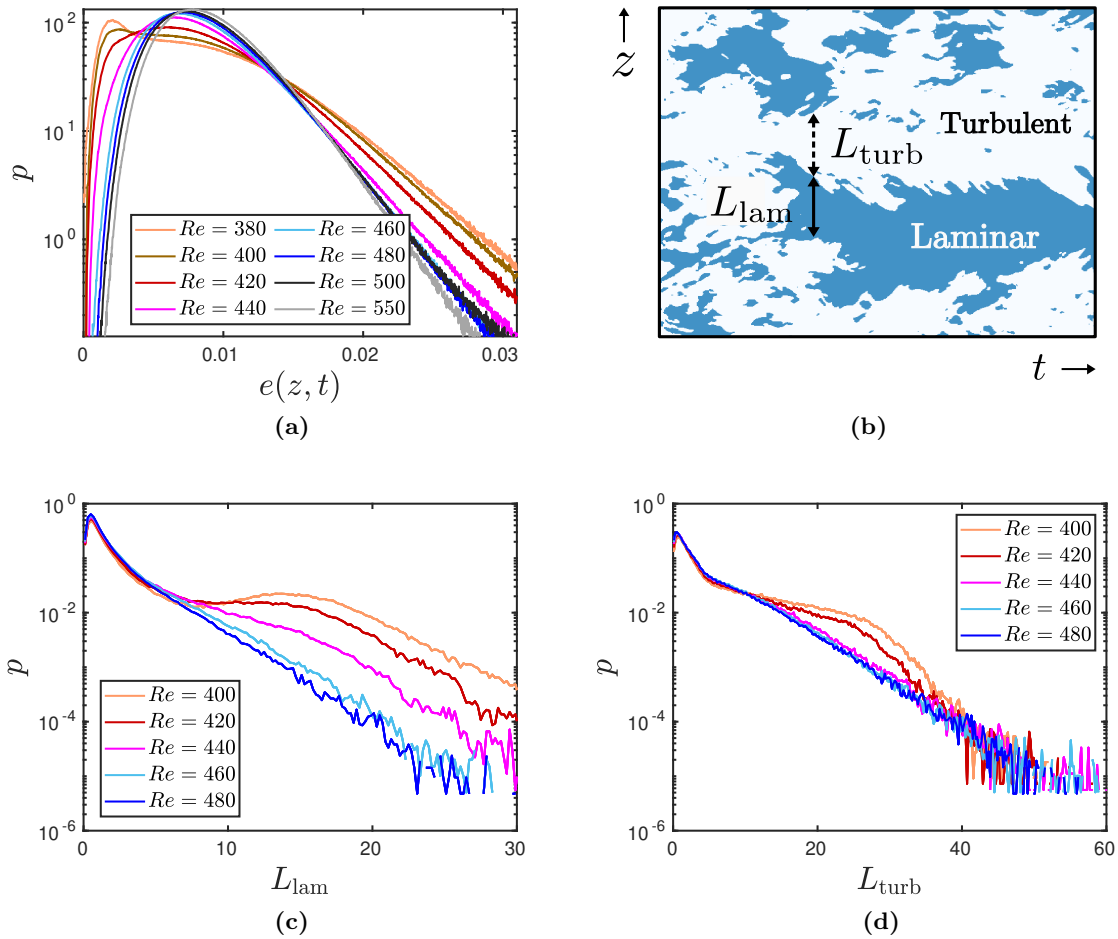 10^2
10^1
10^0
p
Re = 380
Re = 400
Re = 420
Re = 440
Re = 460
Re = 480
Re = 500
Re = 550
0
0.01
0.02
0.03
e(z, t)
(a)
z
Turbulent
L_turb
L_lam
Laminar
t
(b)
10^0
10^-2
10^-4
10^-6
p
Re = 400
Re = 420
Re = 440
Re = 460
Re = 480
0
10
20
30
L_lam
(c)
10^0
10^-2
10^-4
10^-6
p
Re = 400
Re = 420
Re = 440
Re = 460
Re = 480
0
20
40
60
L_turb
(d)